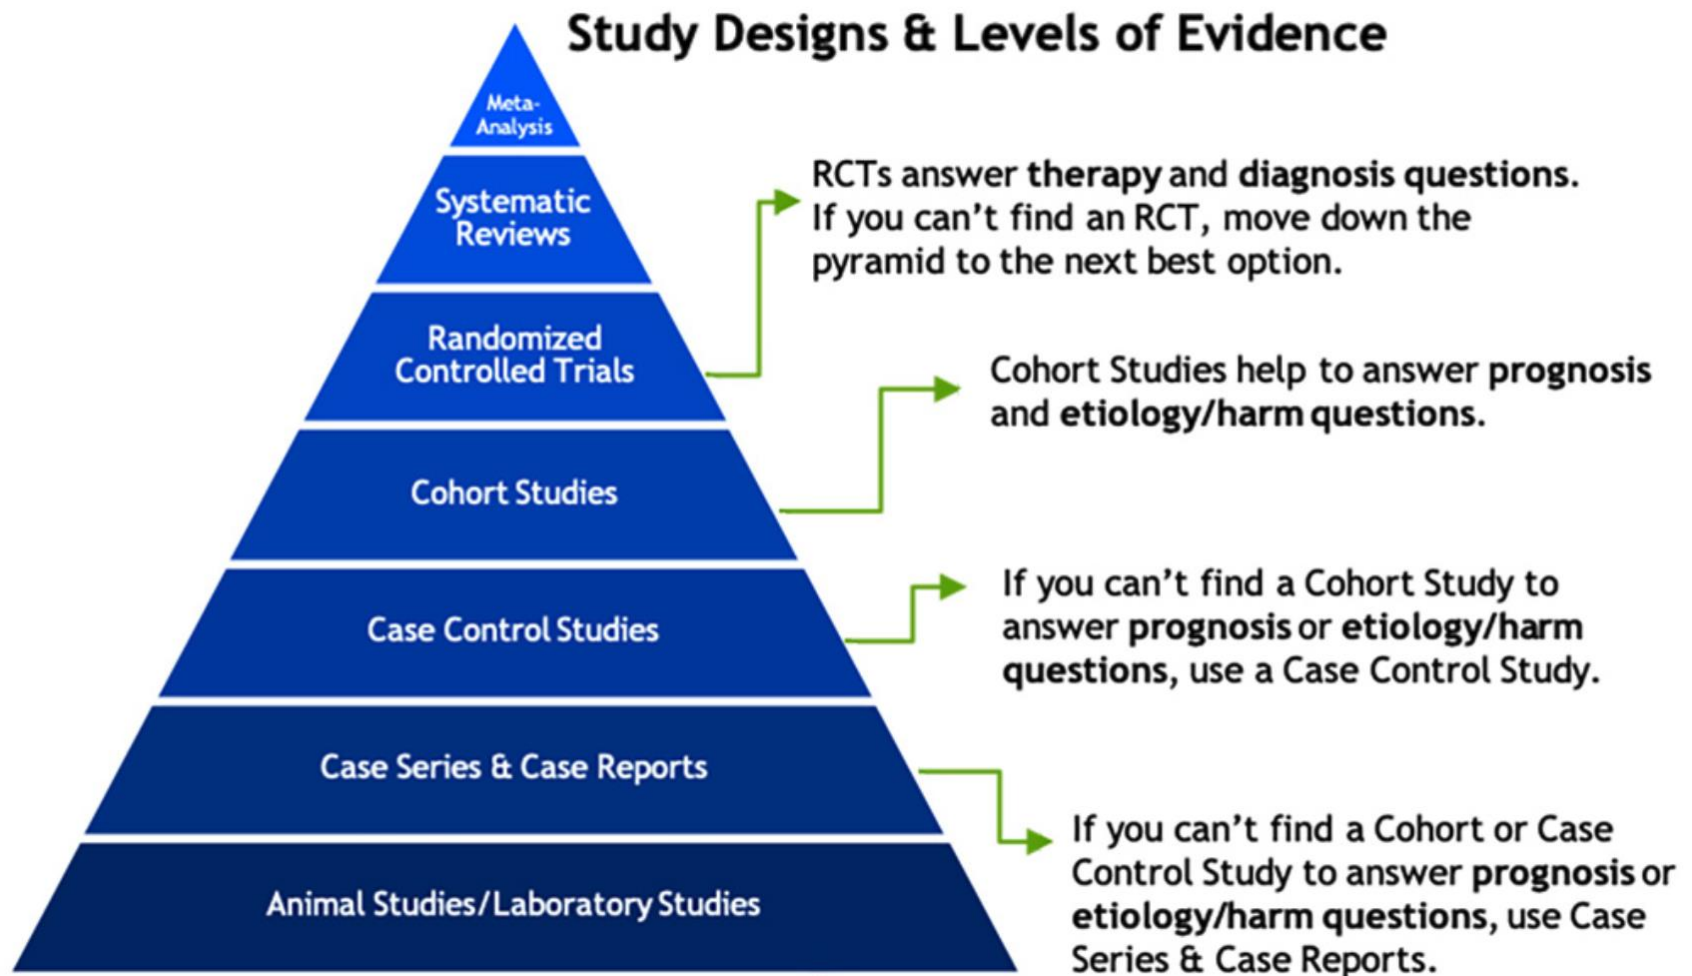 Study Designs & Levels of Evidence
Meta-
Analysis
Systematic
Reviews
RCTs answer therapy and diagnosis questions.
If you can't find an RCT, move down the
pyramid to the next best option.
Randomized
Controlled Trials
Cohort Studies help to answer prognosis
and etiology/harm questions.
Cohort Studies
If you can't find a Cohort Study to
answer prognosis or etiology/harm
questions, use a Case Control Study.
Case Control Studies
Case Series & Case Reports
If you can't find a Cohort or Case
Control Study to answer prognosis or
etiology/harm questions, use Case
Series & Case Reports.
Animal Studies/Laboratory Studies